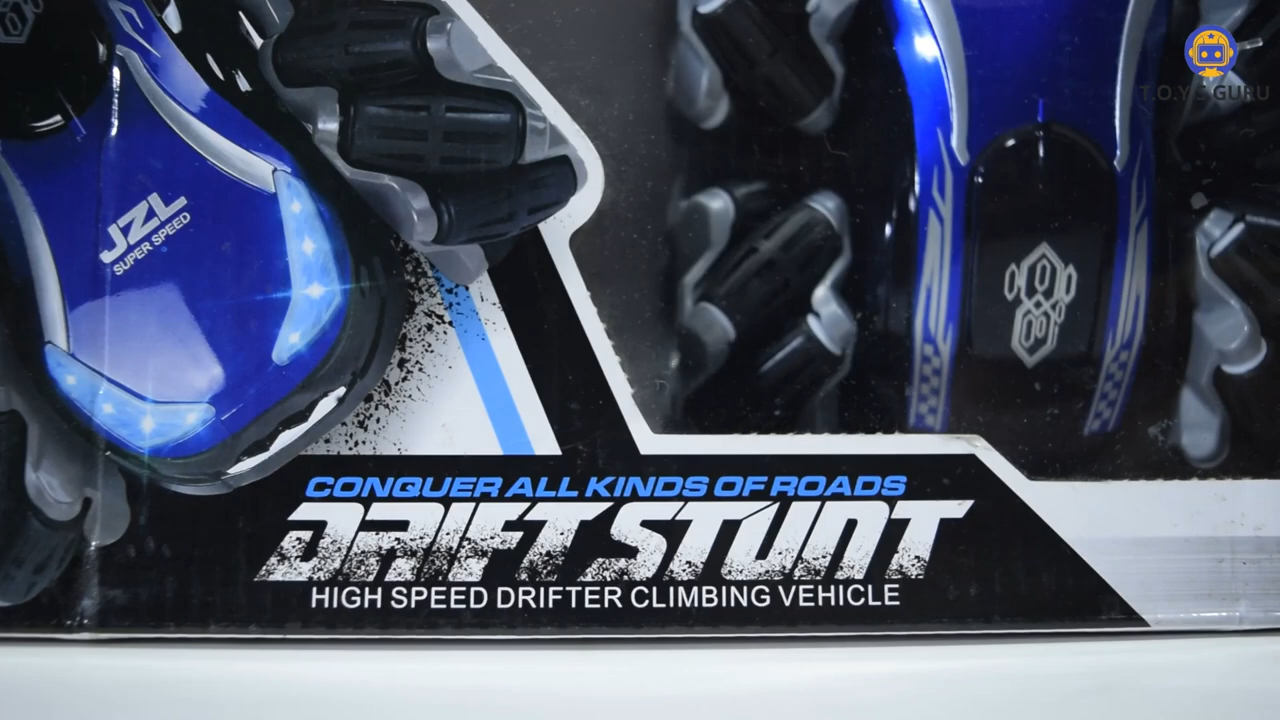 T.O.Y.S GURU
JZL
SUPER SPEED
CONQUER ALL KINDS OF ROADS
DRIFT STUNT
HIGH SPEED DRIFTER CLIMBING VEHICLE